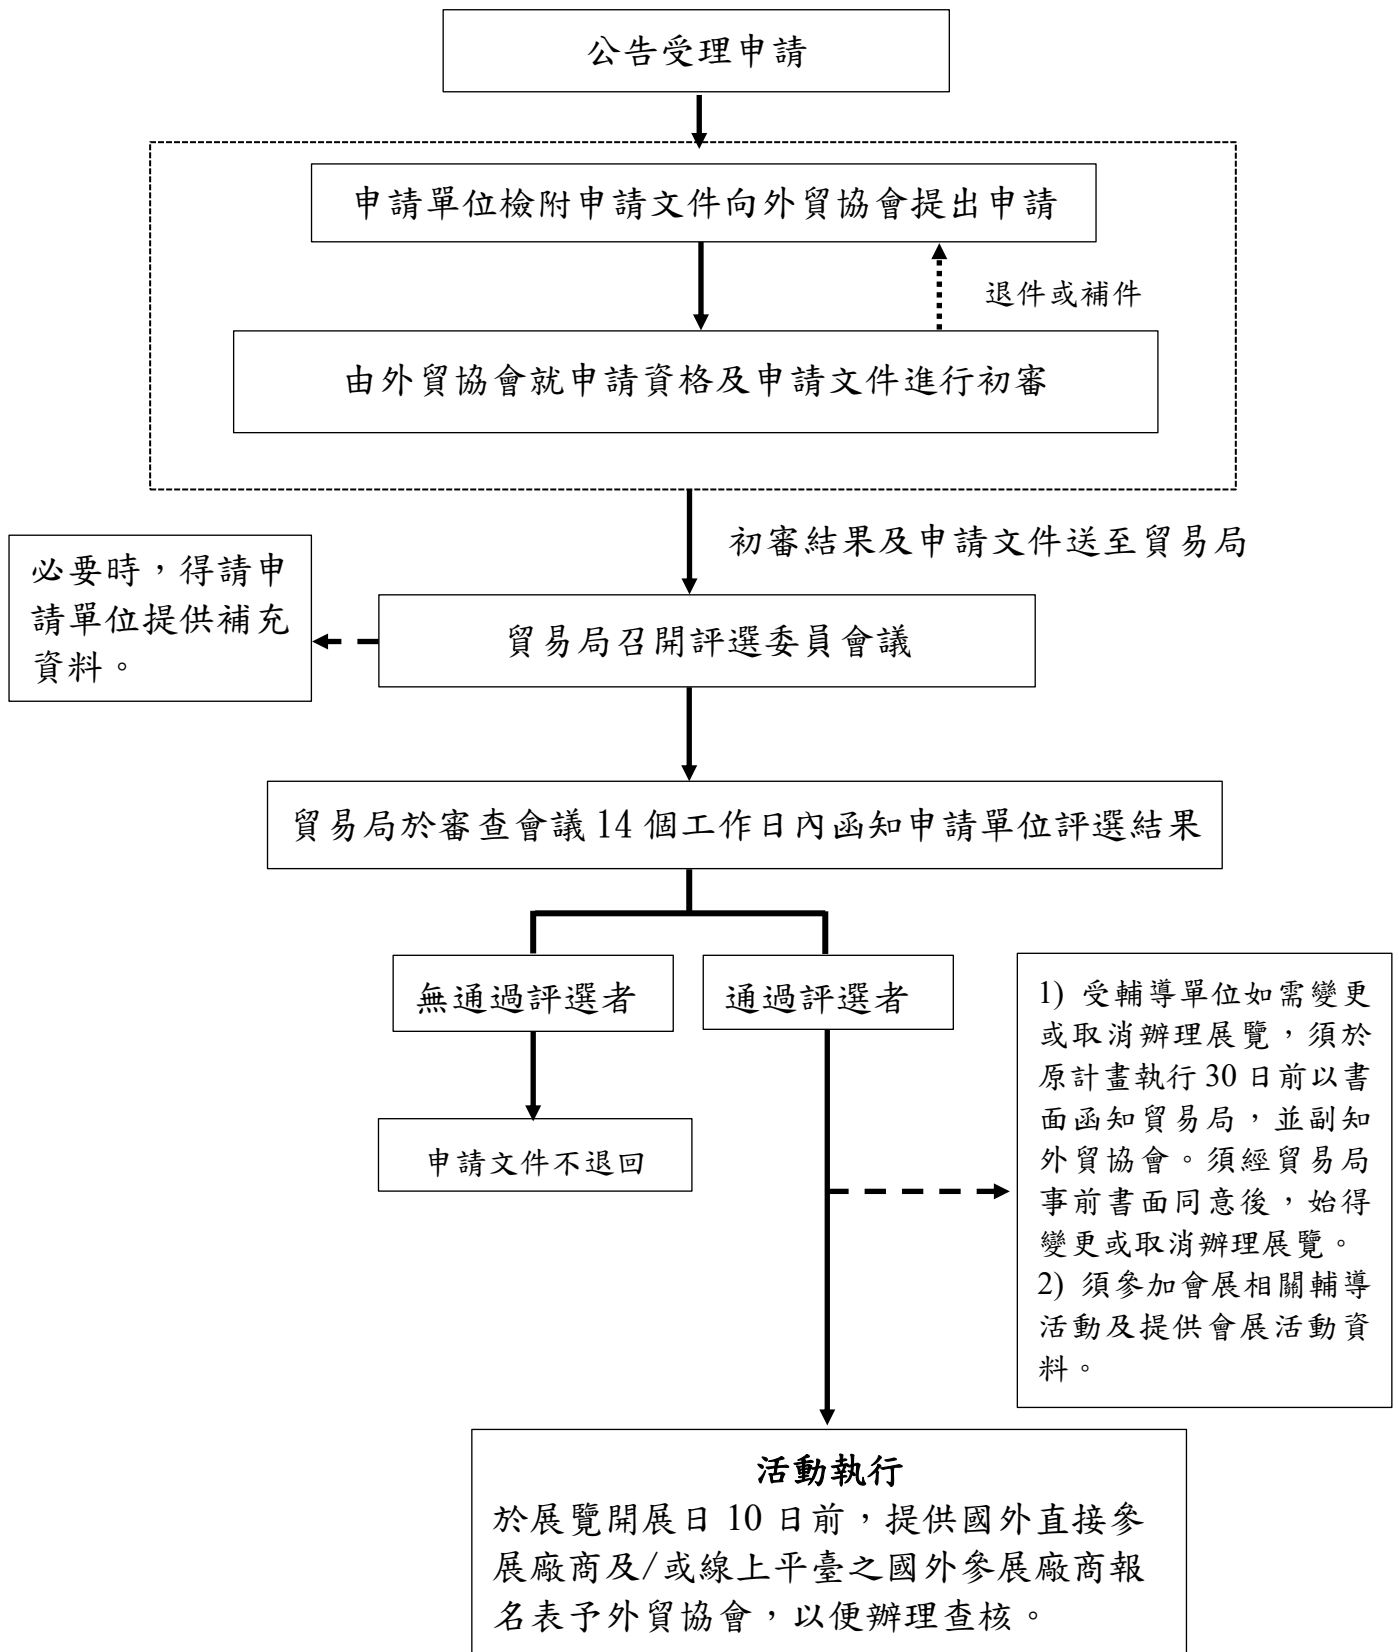 公告受理申請
申請單位檢附申請文件向外貿協會提出申請
退件或補件
由外貿協會就申請資格及申請文件進行初審
初審結果及申請文件送至貿易局
必要時，得請申
請單位提供補充
資料。
貿易局召開評選委員會議
貿易局於審查會議 14 個工作日內函知申請單位評選結果
無通過評選者
通過評選者
申請文件不退回
1) 受輔導單位如需變更
或取消辦理展覽，須於
原計畫執行 30 日前以書
面函知貿易局，並副知
外貿協會。須經貿易局
事前書面同意後，始得
變更或取消辦理展覽。
2) 須參加會展相關輔導
活動及提供會展活動資
料。
活動執行
於展覽開展日 10 日前，提供國外直接參
展廠商及/或線上平臺之國外參展廠商報
名表予外貿協會，以便辦理查核。